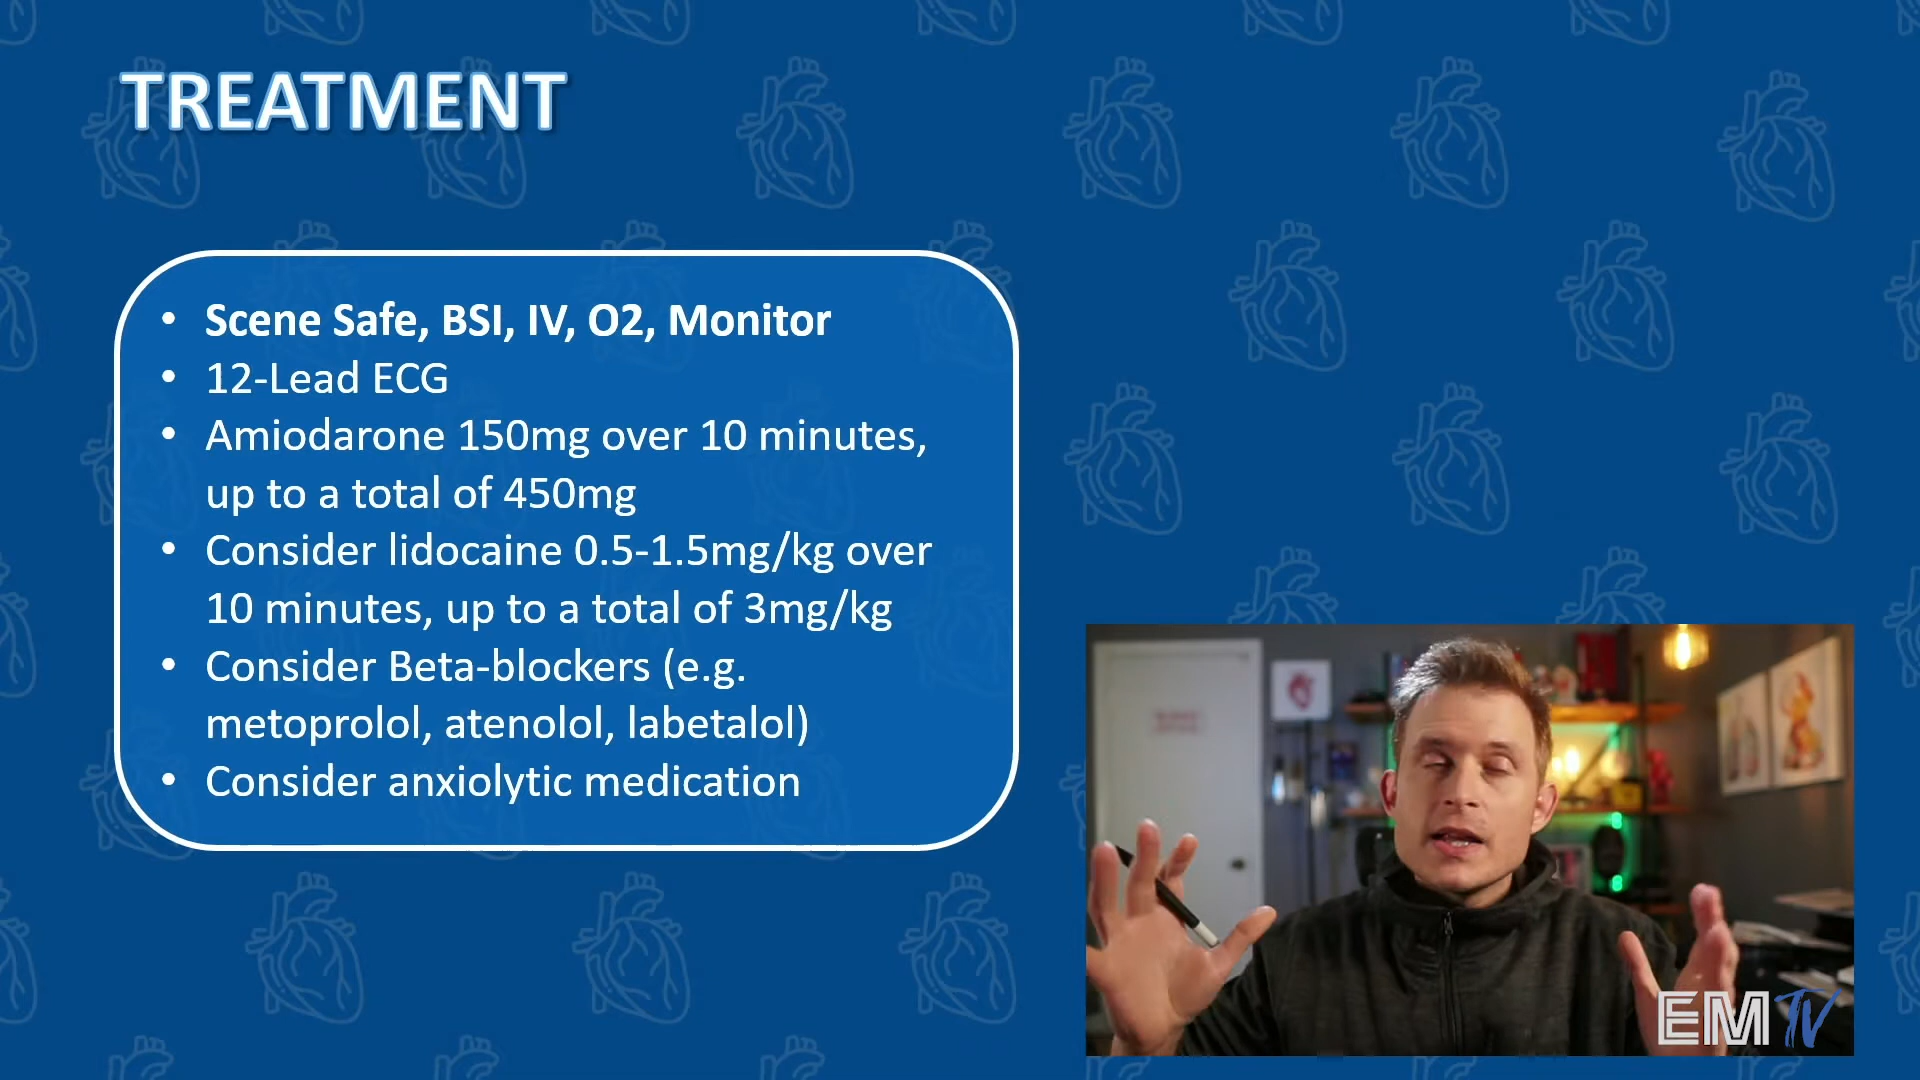 TREATMENT
• Scene Safe, BSI, IV, O2, Monitor
• 12-Lead ECG
• Amiodarone 150mg over 10 minutes,
up to a total of 450mg
• Consider lidocaine 0.5-1.5mg/kg over
10 minutes, up to a total of 3mg/kg
• Consider Beta-blockers (e.g.
metoprolol, atenolol, labetalol)
• Consider anxiolytic medication
EMTV